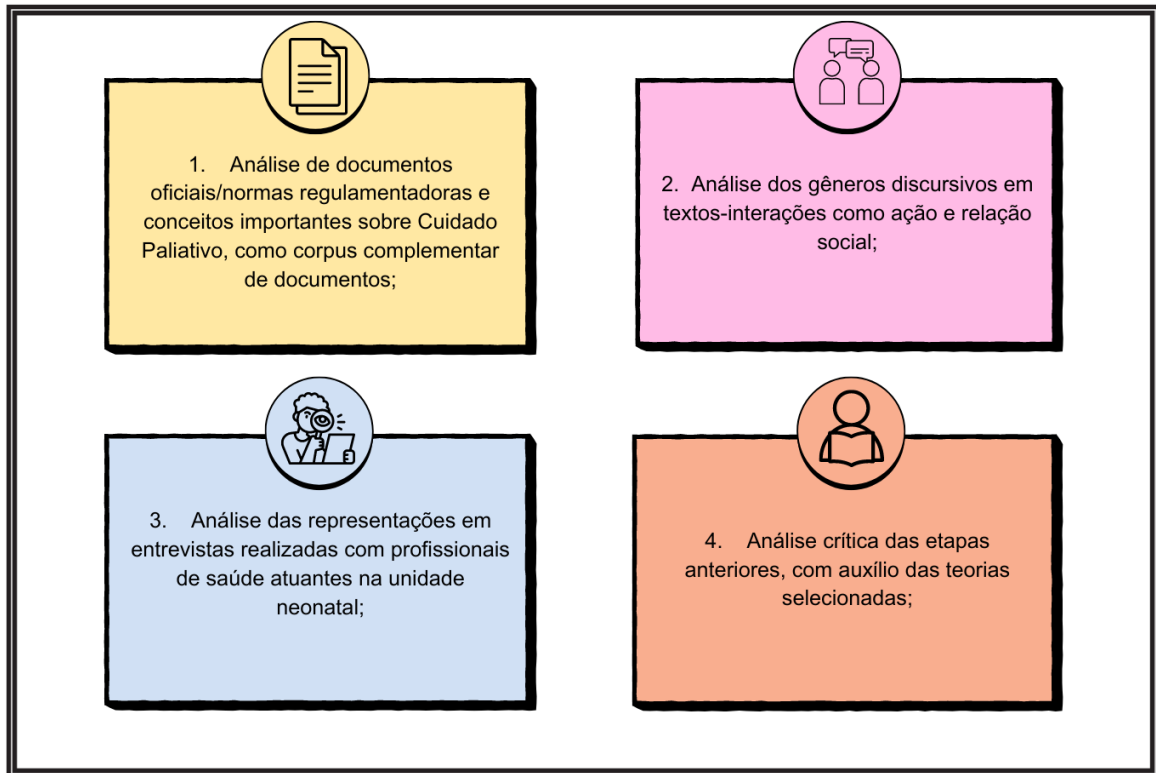 1. Análise de documentos
oficiais/normas regulamentadoras e
conceitos importantes sobre Cuidado
Paliativo, como corpus complementar
de documentos;
2. Análise dos gêneros discursivos em
textos-interações como ação e relação
social;
3. Análise das representações em
entrevistas realizadas com profissionais
de saúde atuantes na unidade
neonatal;
4. Análise crítica das etapas
anteriores, com auxílio das teorias
selecionadas;